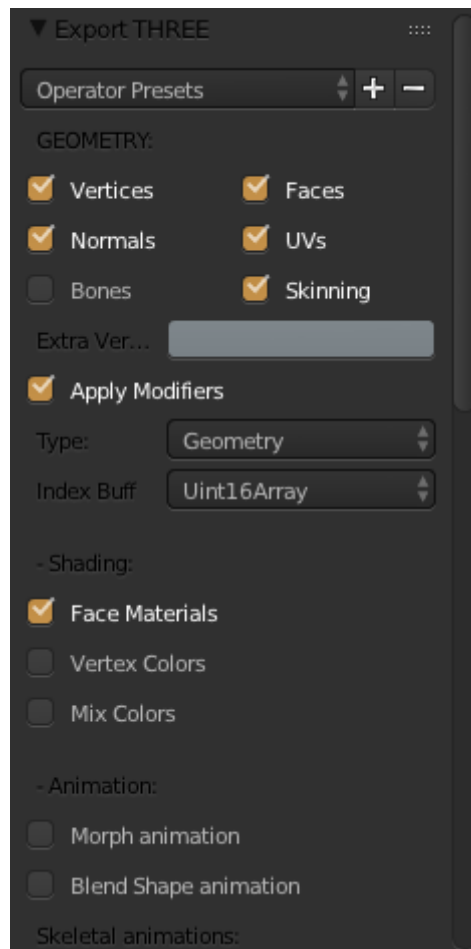 Export THREE
Operator Presets
GEOMETRY:
Vertices Faces
Normals UVs
Bones Skinning
Extra Ver...
Apply Modifiers
Type: Geometry
Index Buff Uint16Array
- Shading:
Face Materials
Vertex Colors
Mix Colors
- Animation:
Morph animation
Blend Shape animation
Skeletal animations: